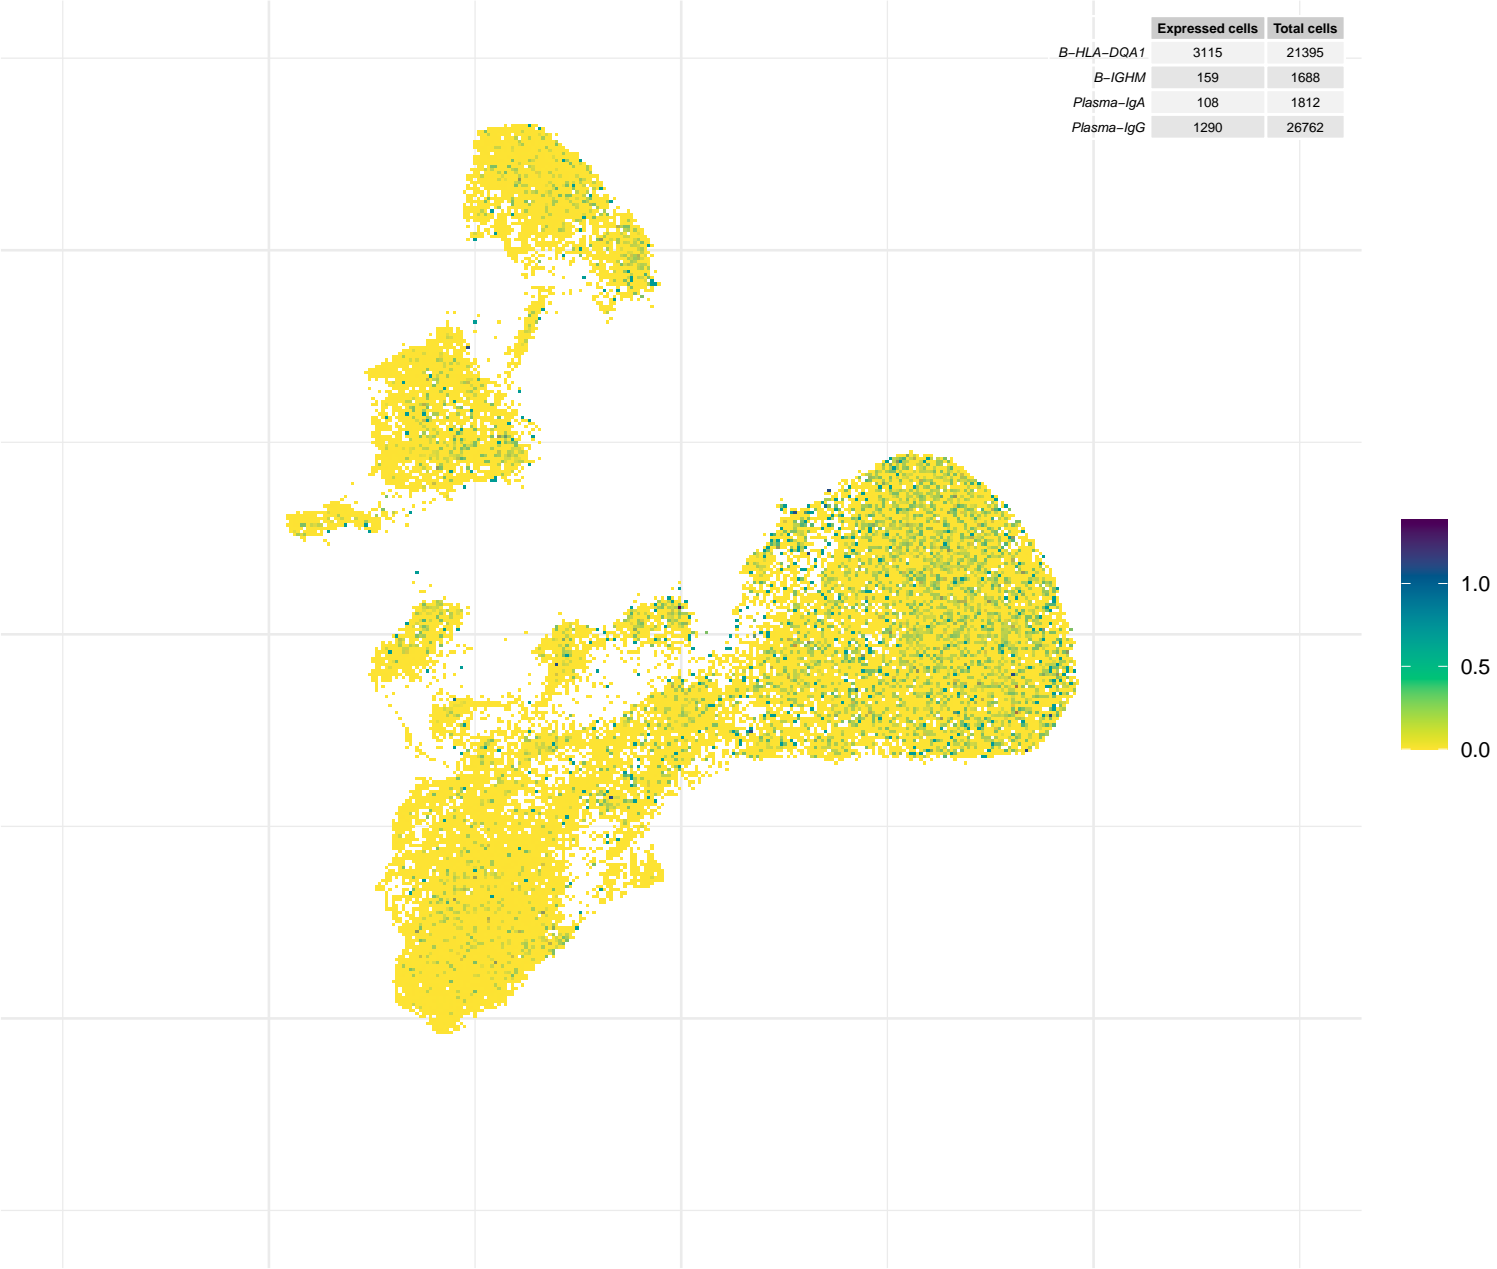 Expressed cells Total cells
B−HLA−DQA1 3115 21395
B−IGHM 159 1688
Plasma−IgA 108 1812
Plasma−IgG 1290 26762
1.0
0.5
0.0